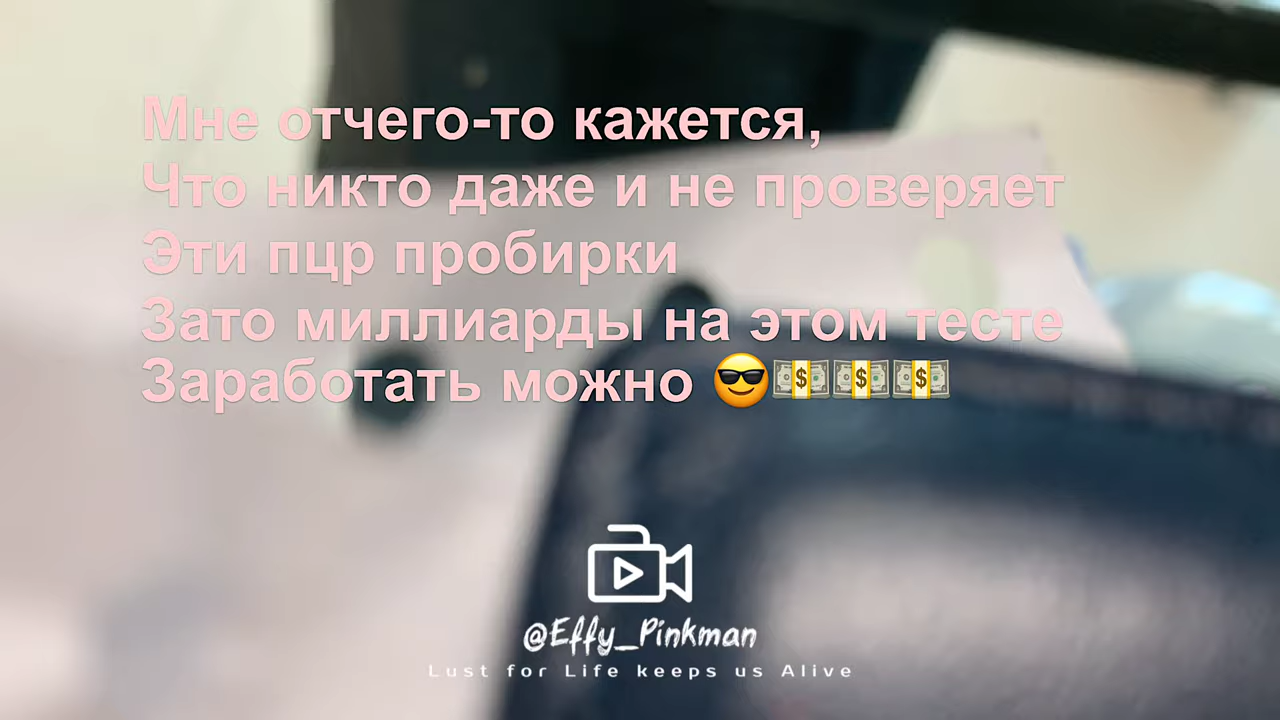 Мне отчего-то кажется,
Что никто даже и не проверяет
Эти пцр пробирки
Зато миллиарды на этом тесте
Заработать можно 😎💵💵💵
@Effy_Pinkman
Lust for Life keeps us Alive